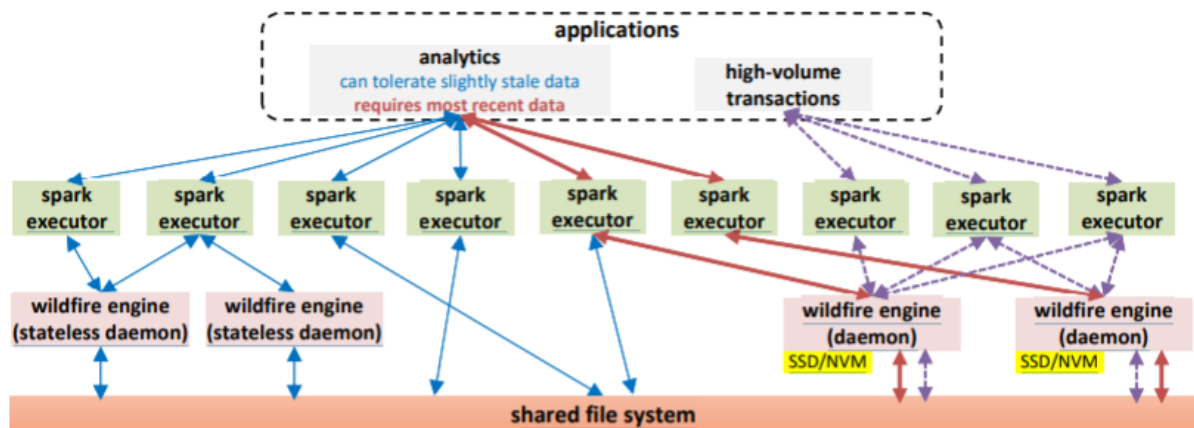 applications
analytics
can tolerate slightly stale data
requires most recent data
high-volume
transactions
spark
executor
spark
executor
spark
executor
spark
executor
spark
executor
spark
executor
spark
executor
spark
executor
spark
executor
wildfire engine
(stateless daemon)
wildfire engine
(stateless daemon)
wildfire engine
(daemon)
SSD/NVM
wildfire engine
(daemon)
SSD/NVM
shared file system